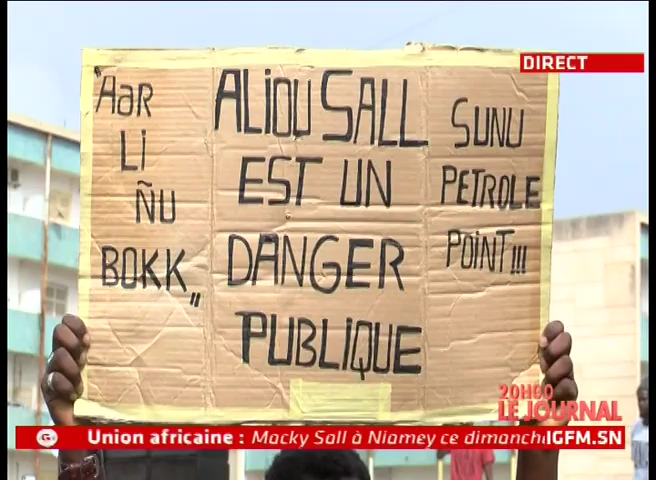 DIRECT
"AaR
LI
ÑU
BOKK"
ALIOU SALL
EST UN
DANGER
PUBLIQUE
SUNU
PETROLE
POINT!!!
20H00
LE JOURNAL
Union africaine : Macky Sall à Niamey ce dimanch
IGFM.SN